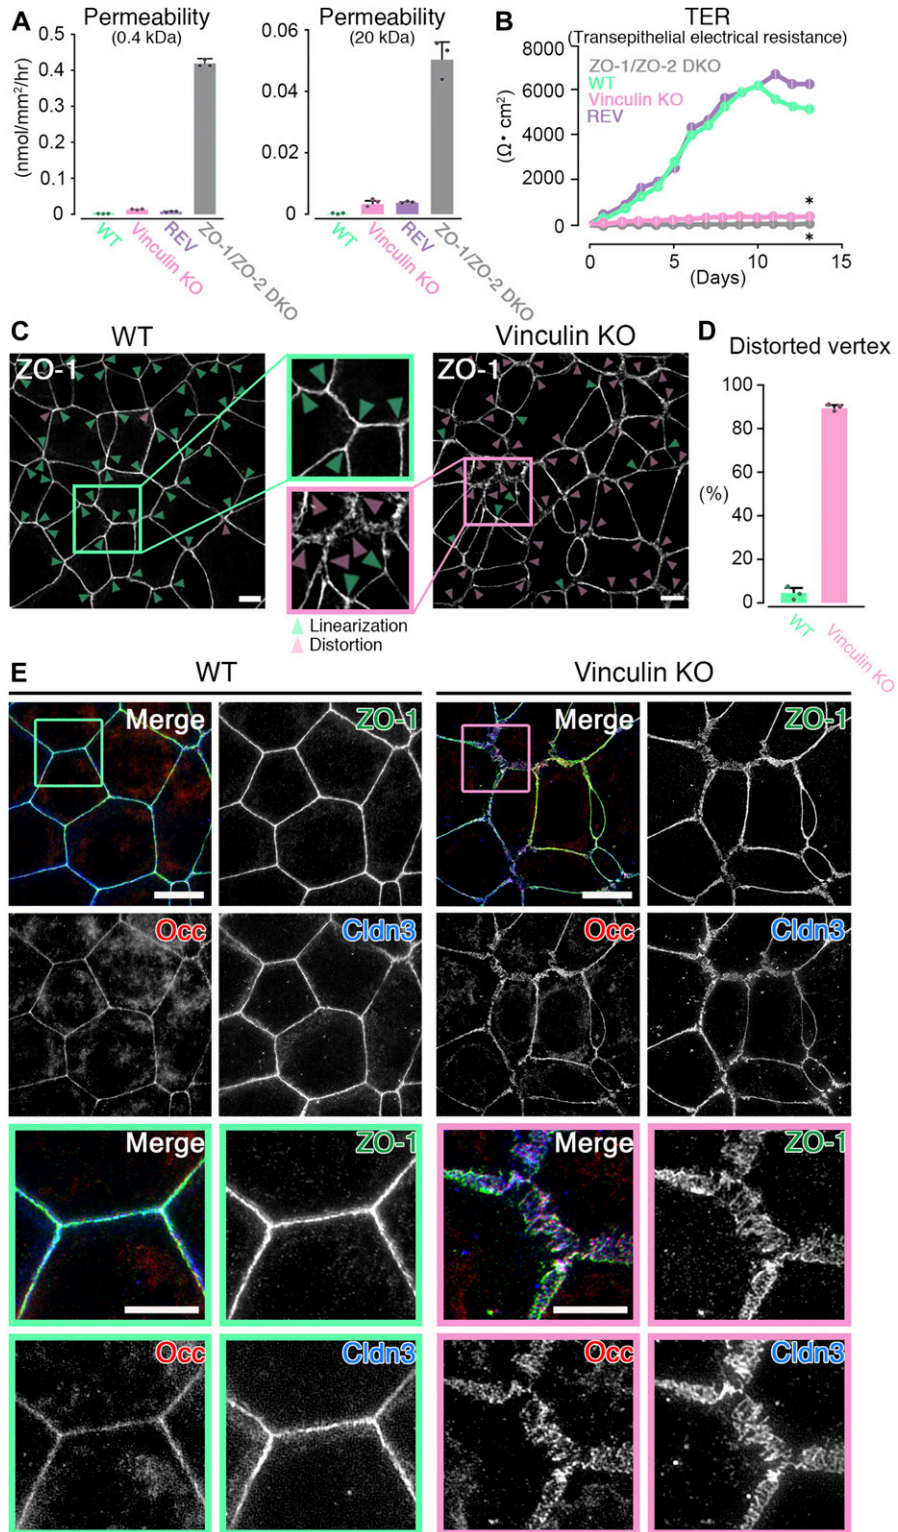 A
Permeability
(0.4 kDa)
(nmol/mm²/hr)
0.5
0.4
0.3
0.2
0.1
0
WT
Vinculin KO
REV
ZO-1/ZO-2 DKO
Permeability
(20 kDa)
0.06
0.04
0.02
0
WT
Vinculin KO
REV
ZO-1/ZO-2 DKO
B
TER
(Transepithelial electrical resistance)
ZO-1/ZO-2 DKO
WT
Vinculin KO
REV
(Ω• cm²)
8000
6000
4000
2000
0
*
*
0
5
10
15
(Days)
C
WT
Vinculin KO
ZO-1
ZO-1
Linearization
Distortion
D
Distorted vertex
(%)
100
80
60
40
20
0
WT
Vinculin KO
E
WT
Vinculin KO
Merge
ZO-1
Merge
ZO-1
Occ
Cldn3
Occ
Cldn3
Merge
ZO-1
Merge
ZO-1
Occ
Cldn3
Occ
Cldn3